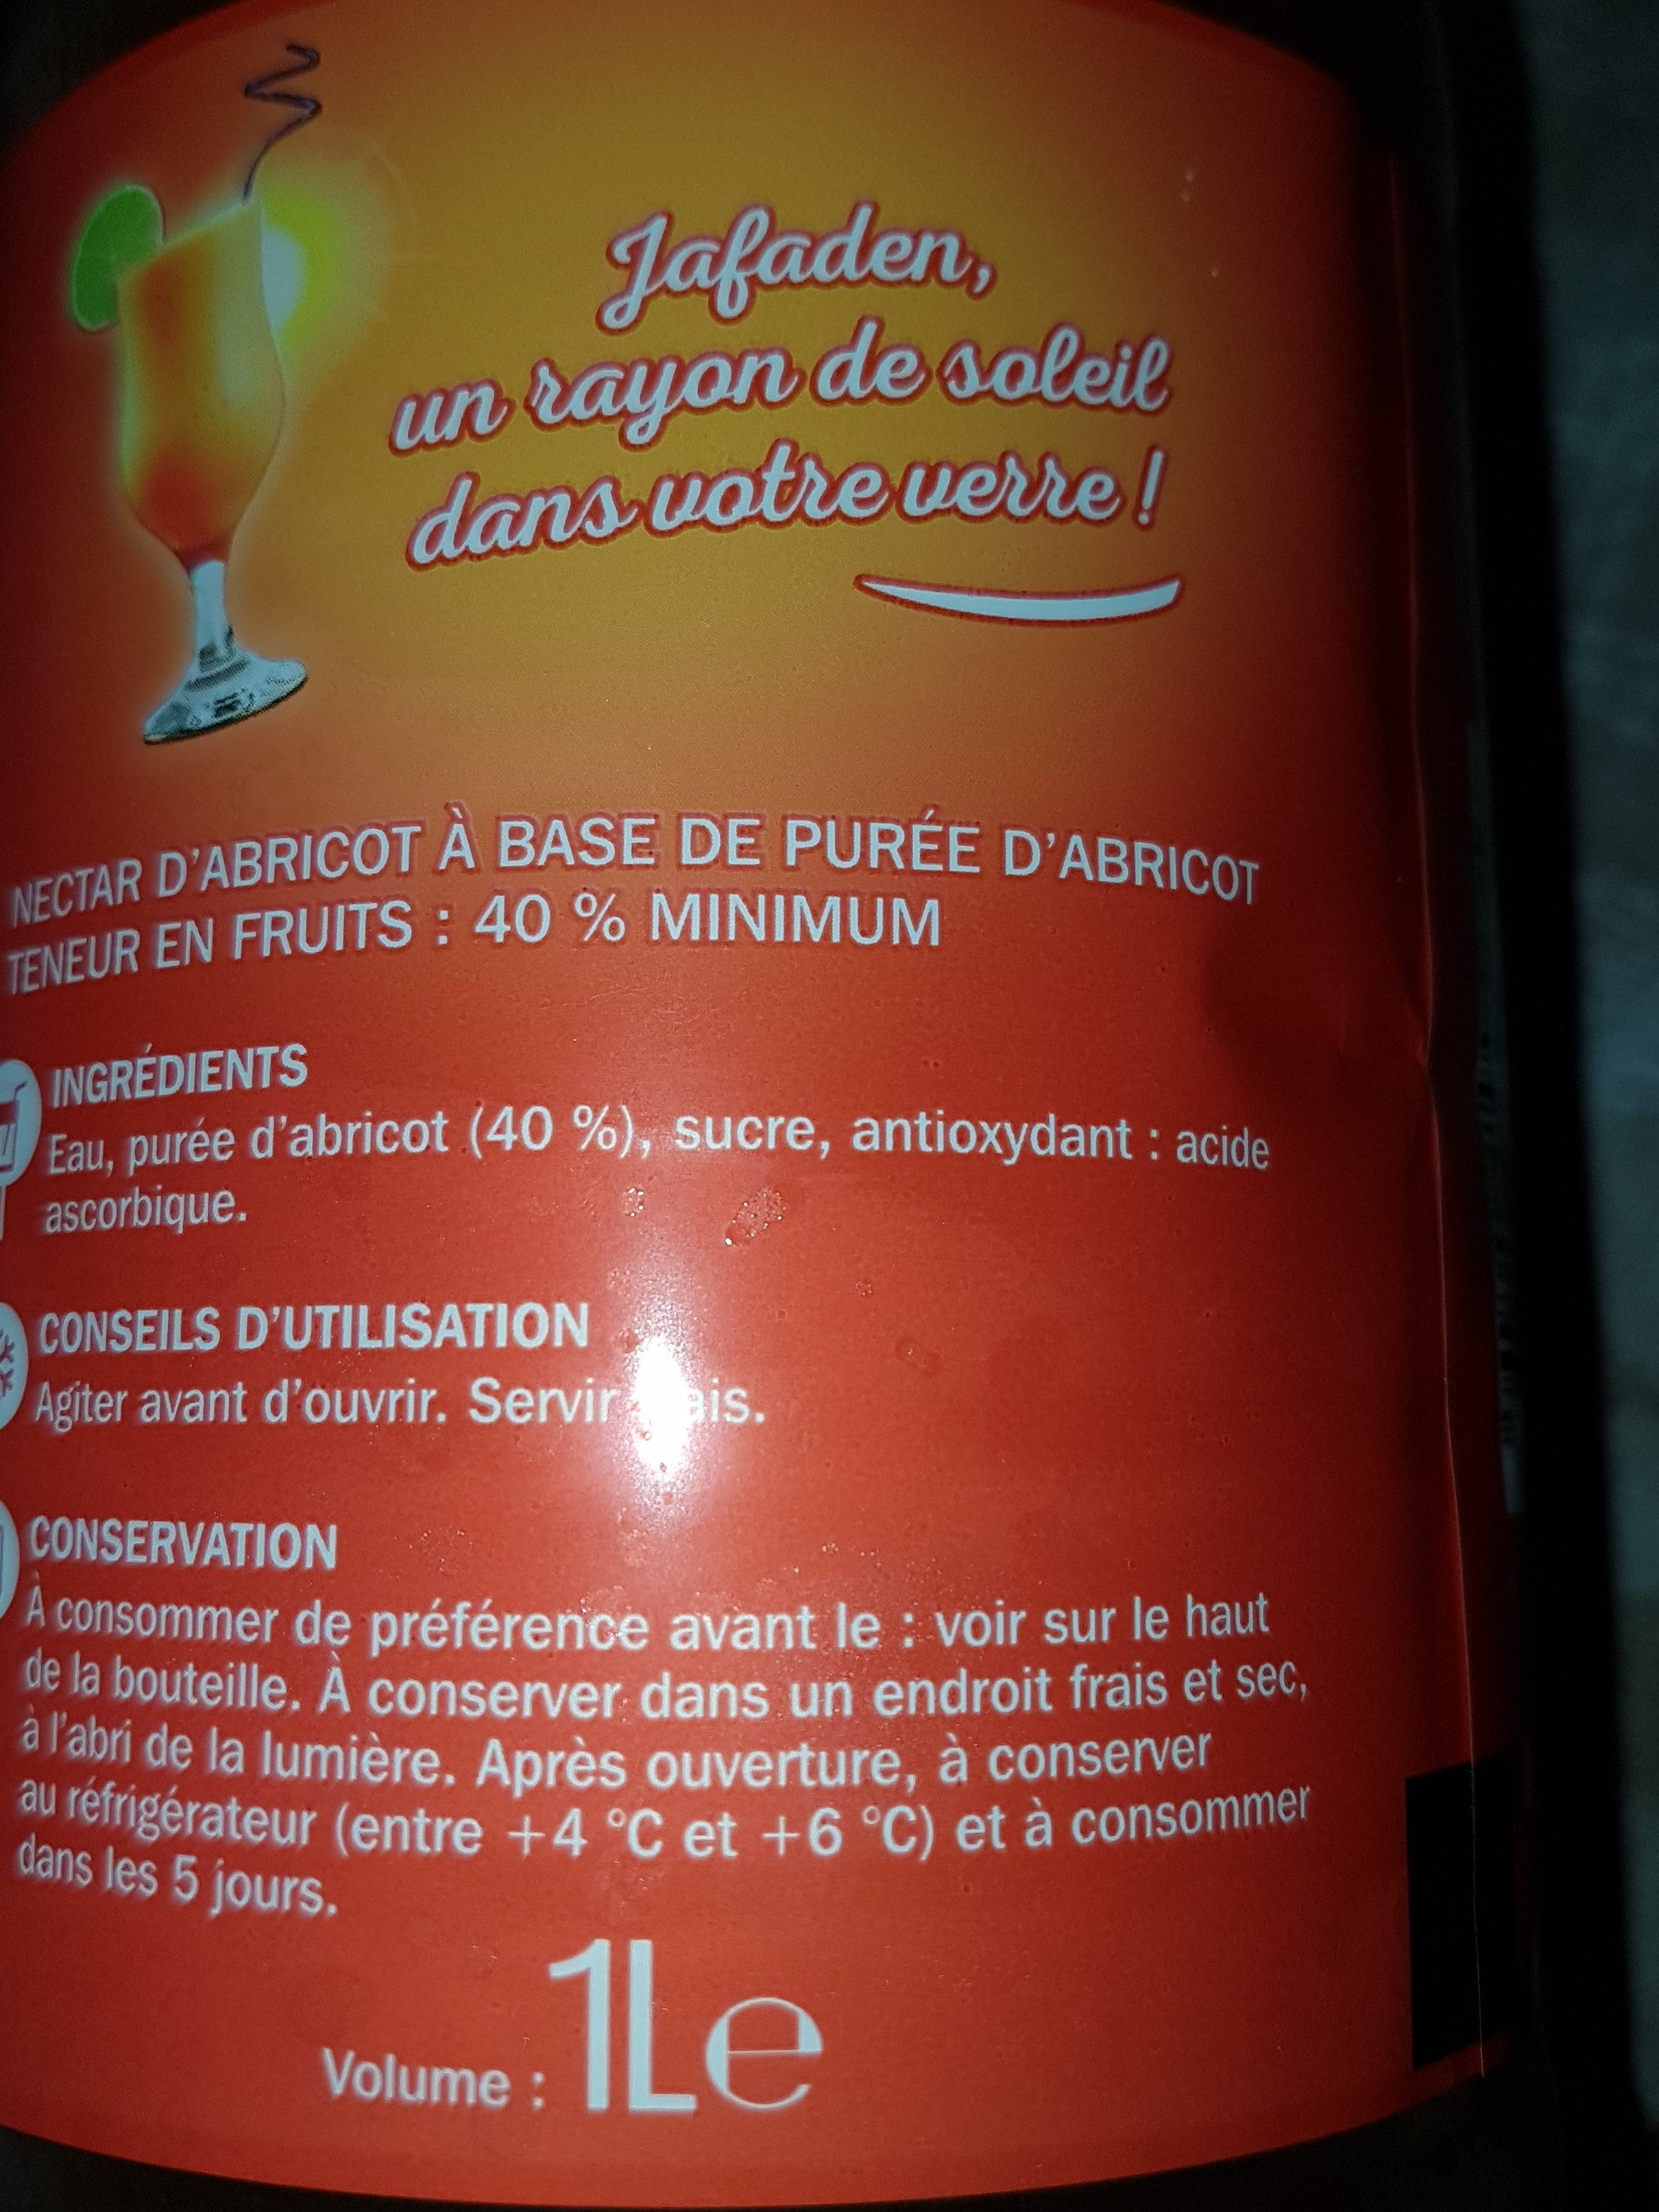 Jafaden,
un rayon de soleil
dans votre verre !
NECTAR D'ABRICOT À BASE DE PURÉE D'ABRICOT
TENEUR EN FRUITS : 40 % MINIMUM
INGRÉDIENTS
Eau, purée d'abricot (40 %), sucre, antioxydant : acide
ascorbique.
CONSEILS D'UTILISATION
Agiter avant d'ouvrir. Servir
CONSERVATION
À consommer de préférence avant le : voir sur le haut
de la bouteille. À conserver dans un endroit frais et sec,
à l'abri de la lumière. Après ouverture, à conserver
au réfrigérateur (entre +4 °C et +6 °C) et à consommer
dans les 5 jours.
Volume : 1L e